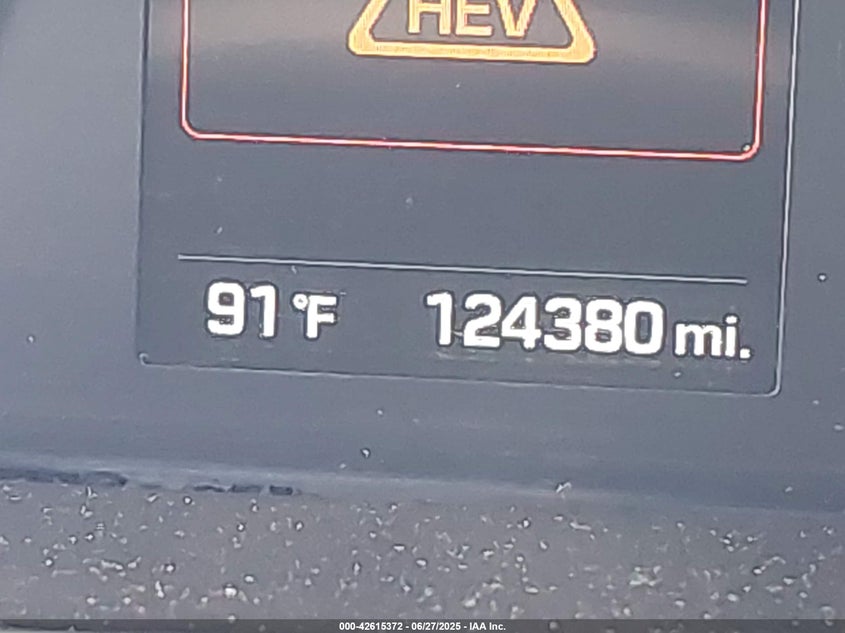 HEV
91 °F 124380 mi.
000-42615372 - 06/27/2025 - IAA Inc.